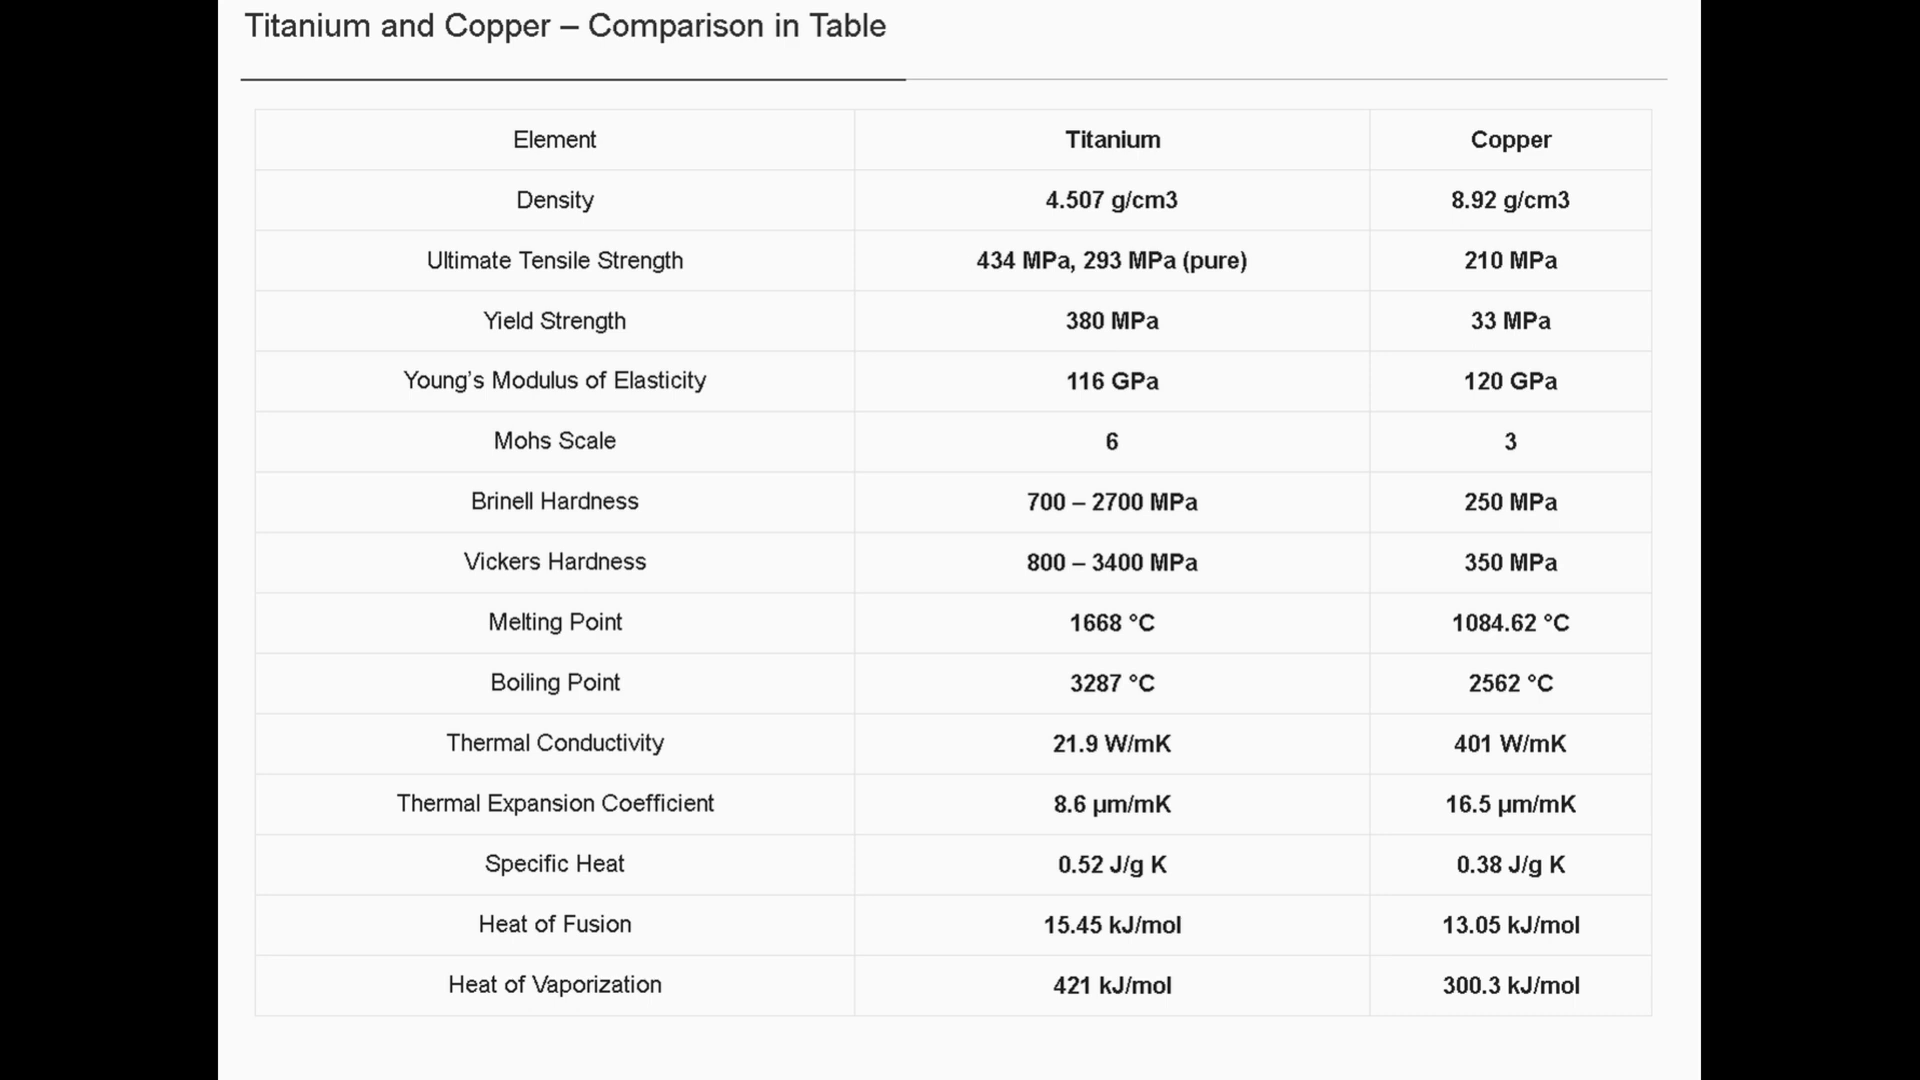 Titanium and Copper – Comparison in Table
Element Titanium Copper
Density 4.507 g/cm3 8.92 g/cm3
Ultimate Tensile Strength 434 MPa, 293 MPa (pure) 210 MPa
Yield Strength 380 MPa 33 MPa
Young’s Modulus of Elasticity 116 GPa 120 GPa
Mohs Scale 6 3
Brinell Hardness 700 – 2700 MPa 250 MPa
Vickers Hardness 800 – 3400 MPa 350 MPa
Melting Point 1668 °C 1084.62 °C
Boiling Point 3287 °C 2562 °C
Thermal Conductivity 21.9 W/mK 401 W/mK
Thermal Expansion Coefficient 8.6 µm/mK 16.5 µm/mK
Specific Heat 0.52 J/g K 0.38 J/g K
Heat of Fusion 15.45 kJ/mol 13.05 kJ/mol
Heat of Vaporization 421 kJ/mol 300.3 kJ/mol